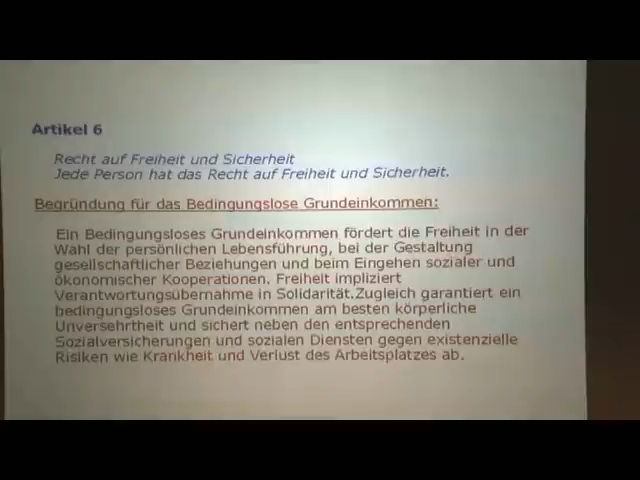 Artikel 6
Recht auf Freiheit und Sicherheit
Jede Person hat das Recht auf Freiheit und Sicherheit.
Begründung für das Bedingungslose Grundeinkommen:
Ein Bedingungsloses Grundeinkommen fördert die Freiheit in der
Wahl der persönlichen Lebensführung, bei der Gestaltung
gesellschaftlicher Beziehungen und beim Eingehen sozialer und
ökonomischer Kooperationen. Freiheit impliziert
Verantwortungsübernahme in Solidarität.Zugleich garantiert ein
bedingungsloses Grundeinkommen am besten körperliche
Unversehrtheit und sichert neben den entsprechenden
Sozialversicherungen und sozialen Diensten gegen existenzielle
Risiken wie Krankheit und Verlust des Arbeitsplatzes ab.